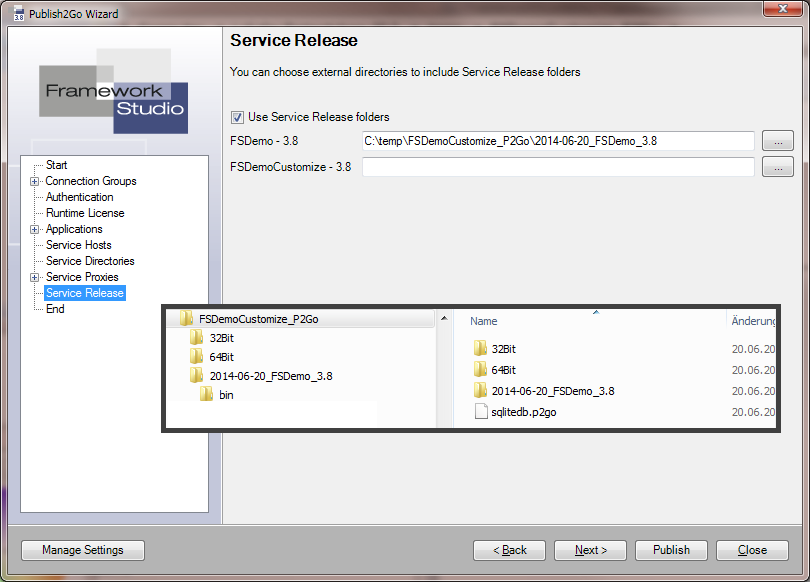 3.8 Publish2Go Wizard
Framework
Studio
Start
Connection Groups
Authentication
Runtime License
Applications
Service Hosts
Service Directories
Service Proxies
Service Release
End
Service Release
You can choose external directories to include Service Release folders
Use Service Release folders
FSDemo - 3.8 C:\temp\FSDemoCustomize_P2Go\2014-06-20_FSDemo_3.8 ...
FSDemoCustomize - 3.8 ...
FSDemoCustomize_P2Go
32Bit
64Bit
2014-06-20_FSDemo_3.8
bin
Name Änderung
32Bit 20.06.20
64Bit 20.06.20
2014-06-20_FSDemo_3.8 20.06.20
sqlitedb.p2go 20.06.20
Manage Settings < Back Next > Publish Close